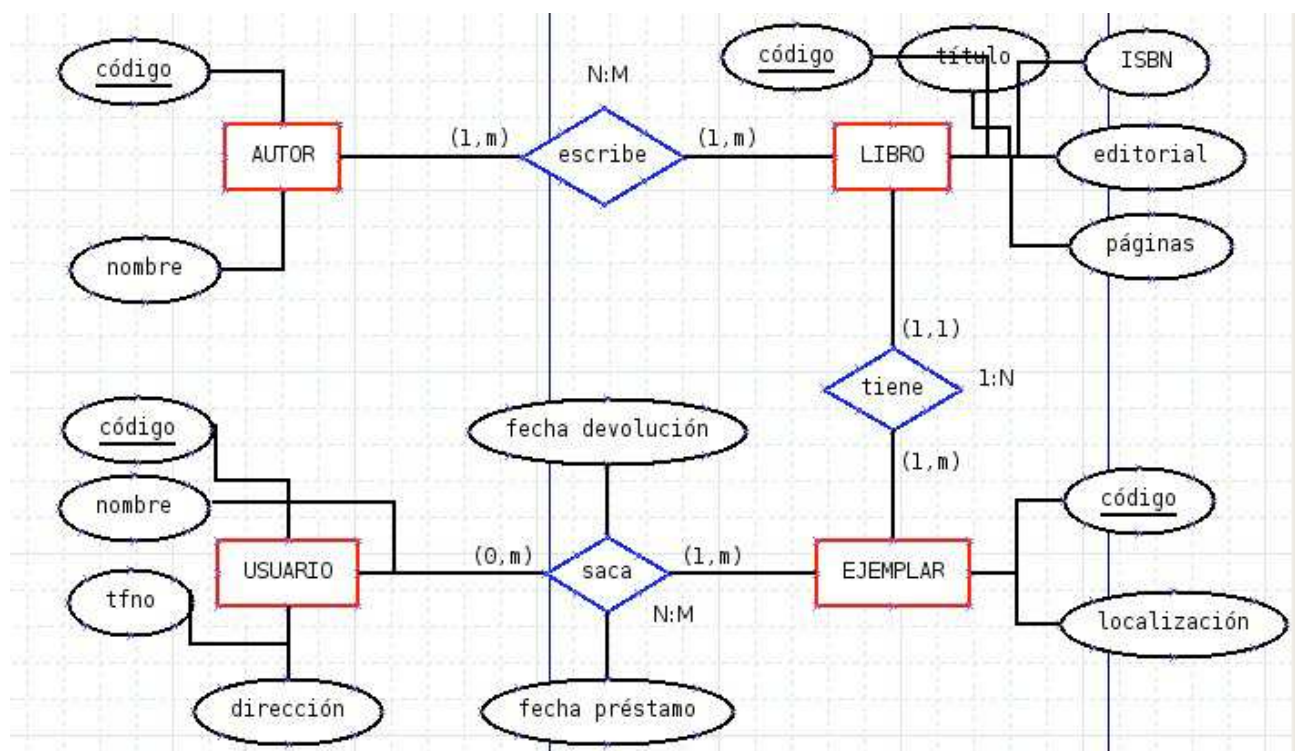 código
N:M
código
título
ISBN
AUTOR
(1,m)
escribe
(1,m)
LIBRO
editorial
nombre
páginas
(1,1)
tiene
1:N
código
fecha devolución
(1,m)
nombre
código
USUARIO
(0,m)
saca
(1,m)
EJEMPLAR
tfno
N:M
localización
dirección
fecha préstamo